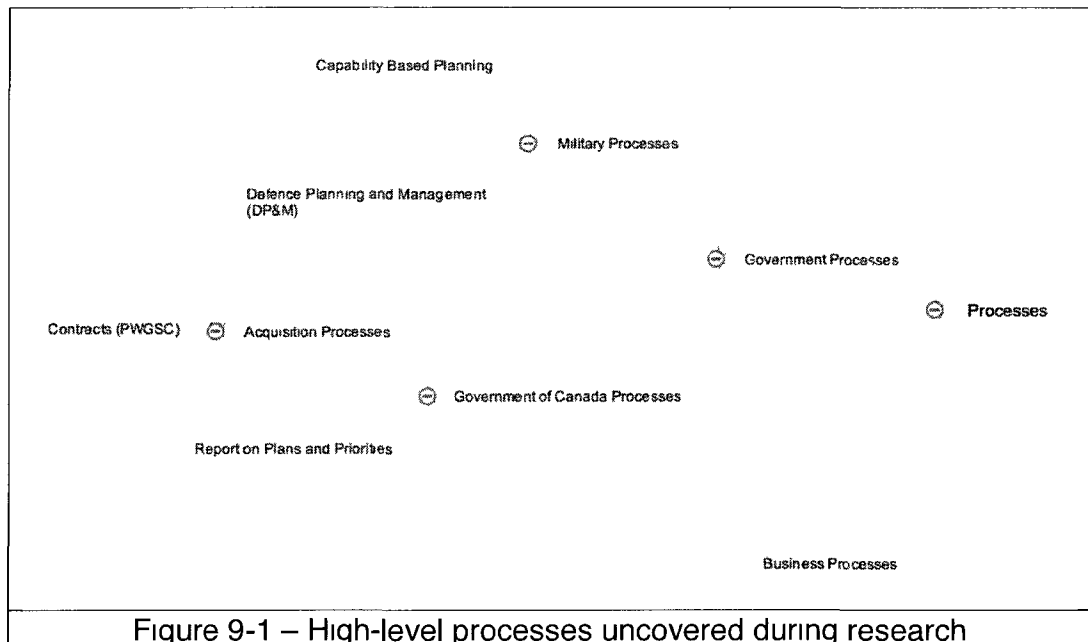 Capability Based Planning
Military Processes
Defence Planning and Management
(DP&M)
Government Processes
Processes
Contracts (PWGSC)
Acquisition Processes
Government of Canada Processes
Report on Plans and Priorities
Business Processes
Figure 9-1 – High-level processes uncovered during research